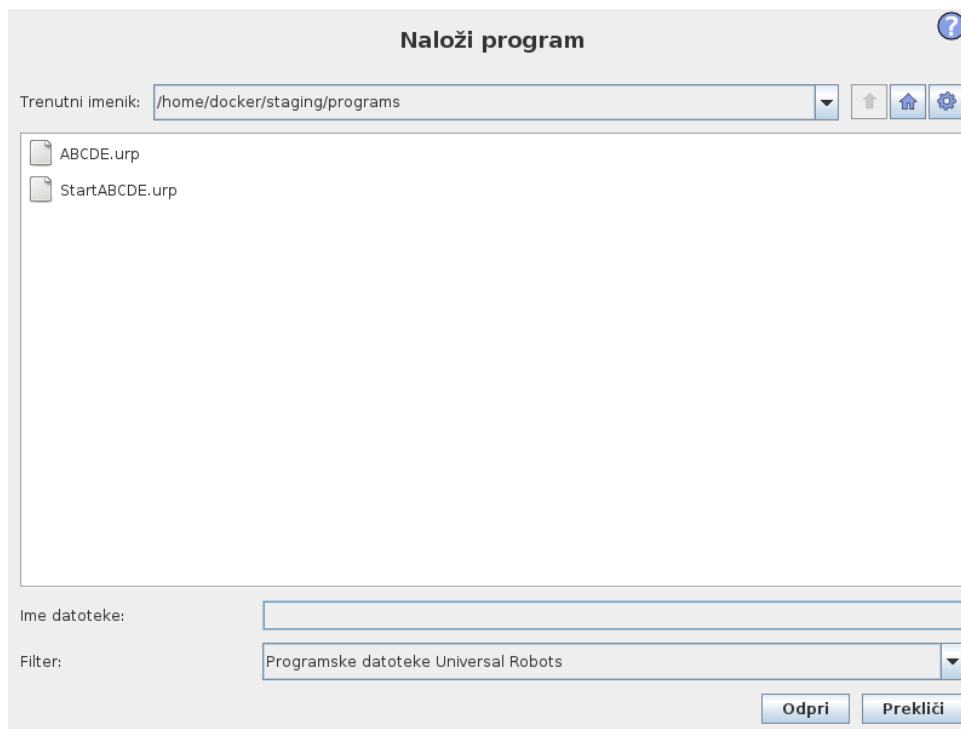 Naloži program
?
Trenutni imenik: /home/docker/staging/programs
ABCDE.urp
StartABCDE.urp
Ime datoteke:
Filter: Programske datoteke Universal Robots
Odpri Prekliči